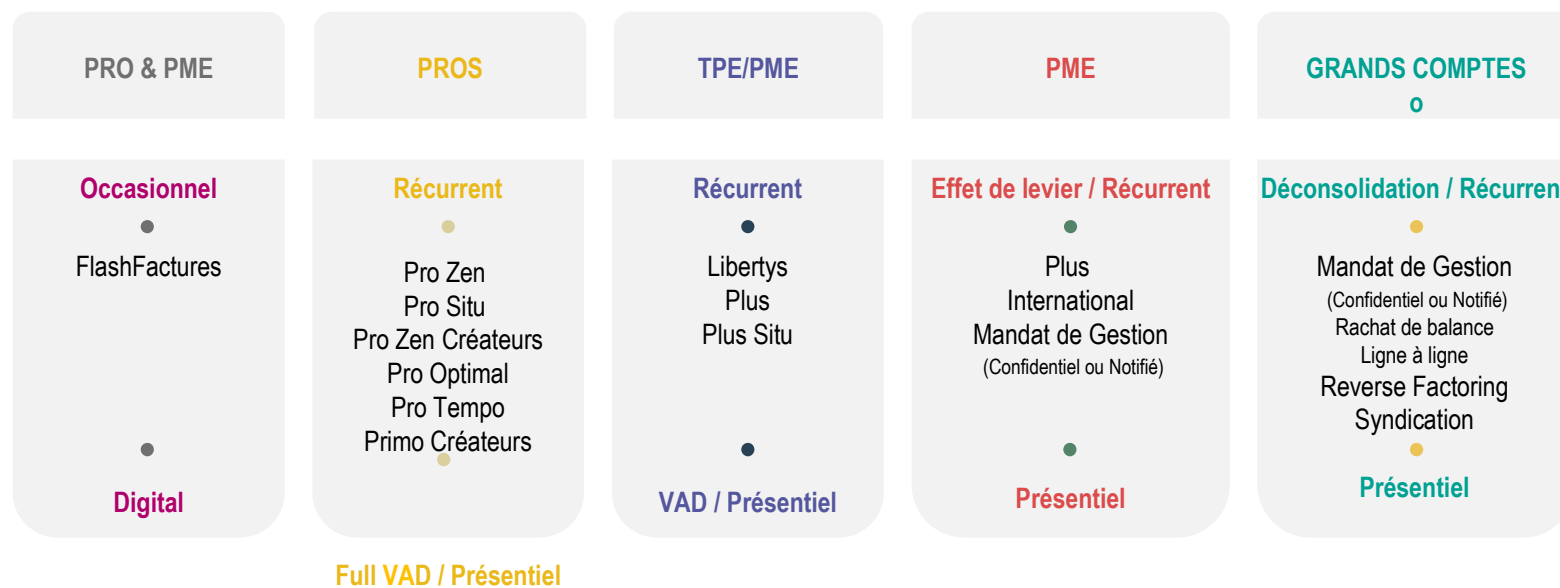 PRO & PME
PROS
TPE/PME
PME
GRANDS COMPTES
o
Occasionnel
FlashFactures
Digital
Récurrent
Pro Zen
Pro Situ
Pro Zen Créateurs
Pro Optimal
Pro Tempo
Primo Créateurs
Full VAD / Présentiel
Récurrent
Libertys
Plus
Plus Situ
VAD / Présentiel
Effet de levier / Récurrent
Plus
International
Mandat de Gestion
(Confidentiel ou Notifié)
Présentiel
Déconsolidation / Récurren
Mandat de Gestion
(Confidentiel ou Notifié)
Rachat de balance
Ligne à ligne
Reverse Factoring
Syndication
Présentiel